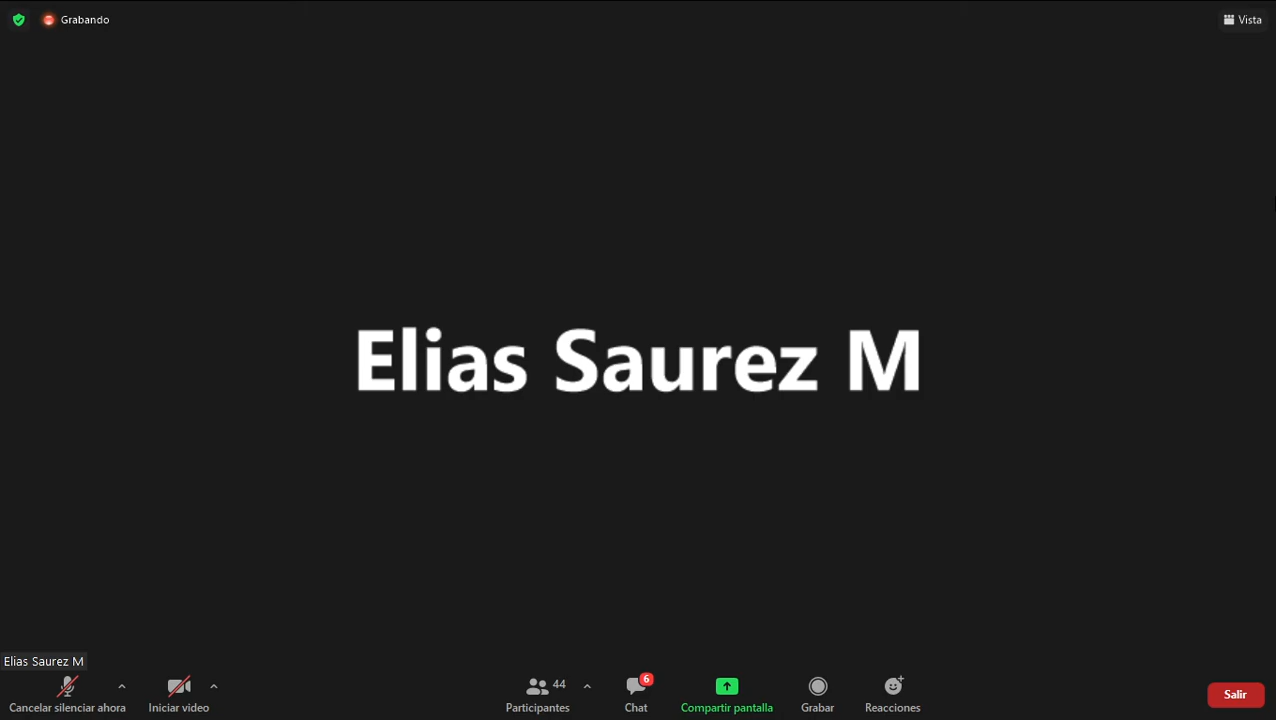 Grabando
Vista
Elias Saurez M
Elias Saurez M
44
6
Cancelar silenciar ahora
Iniciar video
Participantes
Chat
Compartir pantalla
Grabar
Reacciones
Salir